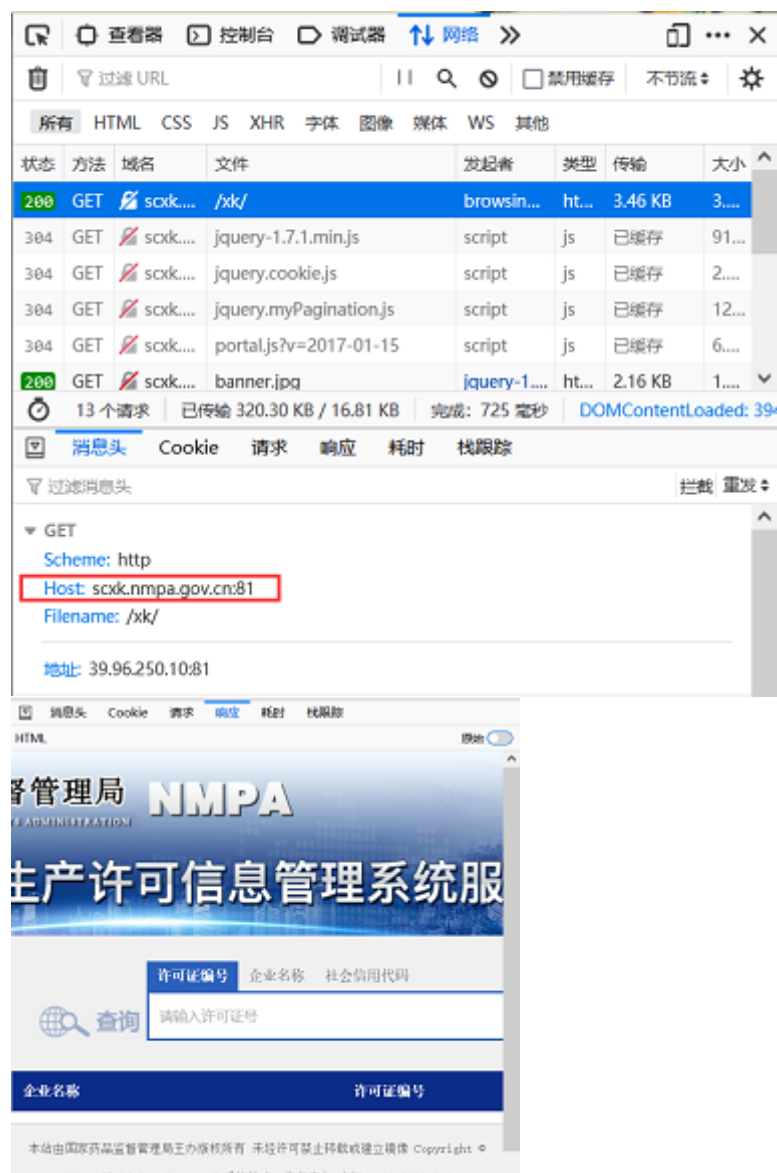 查看器 控制台 调试器 网络
过滤 URL 禁用缓存 不节流
所有 HTML CSS JS XHR 字体 图像 媒体 WS 其他
状态 方法 域名 文件 发起者 类型 传输 大小
200 GET scxk.... /xk/ browsin... ht... 3.46 KB 3....
304 GET scxk.... jquery-1.7.1.min.js script js 已缓存 91...
304 GET scxk.... jquery.cookie.js script js 已缓存 2....
304 GET scxk.... jquery.myPagination.js script js 已缓存 12...
304 GET scxk.... portal.js?v=2017-01-15 script js 已缓存 6....
200 GET scxk.... banner.jpg jquery-1.... ht... 2.16 KB 1....
13 个请求 已传输 320.30 KB / 16.81 KB 完成: 725 毫秒 DOMContentLoaded: 394
消息头 Cookie 请求 响应 耗时 栈跟踪
过滤消息头 拦截 重发
GET
Scheme: http
Host: scxk.nmpa.gov.cn:81
Filename: /xk/
地址: 39.96.250.10:81
消息头 Cookie 请求 响应 耗时 栈跟踪
HTML 原始
督管理局 NMPA
S ADMINISTRATION
生产许可信息管理系统服
许可证编号 企业名称 社会信用代码
查询 请输入许可证号
企业名称 许可证编号
本站由国家药品监督管理局主办版权所有 未经许可禁止转载或建立镜像 Copyright ©